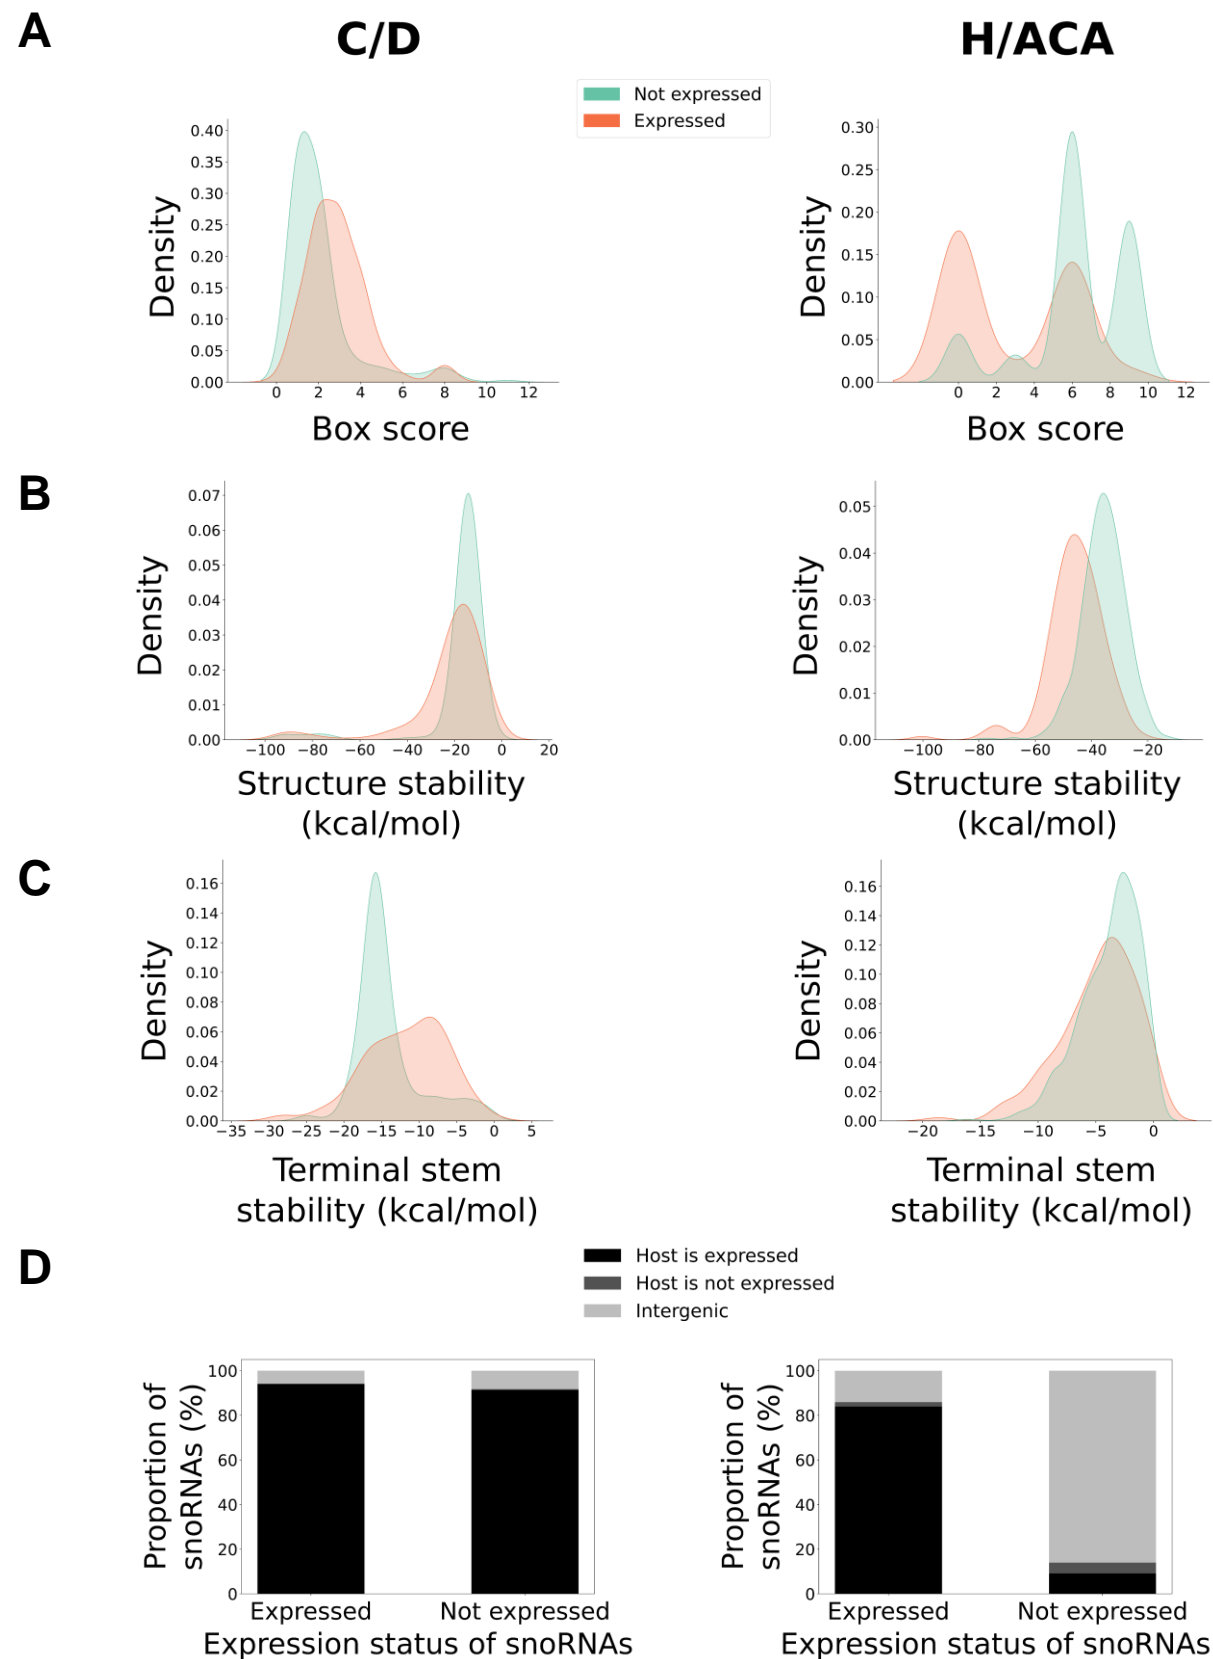 A
C/D
H/ACA
Not expressed
Expressed
Density
0.40
0.35
0.30
0.25
0.20
0.15
0.10
0.05
0.00
0 2 4 6 8 10 12
Box score
Density
0.30
0.25
0.20
0.15
0.10
0.05
0.00
0 2 4 6 8 10 12
Box score
B
Density
0.07
0.06
0.05
0.04
0.03
0.02
0.01
0.00
−100 −80 −60 −40 −20 0 20
Structure stability
(kcal/mol)
Density
0.05
0.04
0.03
0.02
0.01
0.00
−100 −80 −60 −40 −20
Structure stability
(kcal/mol)
C
Density
0.16
0.14
0.12
0.10
0.08
0.06
0.04
0.02
0.00
−35 −30 −25 −20 −15 −10 −5 0 5
Terminal stem
stability (kcal/mol)
Density
0.16
0.14
0.12
0.10
0.08
0.06
0.04
0.02
0.00
−20 −15 −10 −5 0
Terminal stem
stability (kcal/mol)
D
Host is expressed
Host is not expressed
Intergenic
Proportion of
snoRNAs (%)
100
80
60
40
20
0
Expressed Not expressed
Expression status of snoRNAs
Proportion of
snoRNAs (%)
100
80
60
40
20
0
Expressed Not expressed
Expression status of snoRNAs